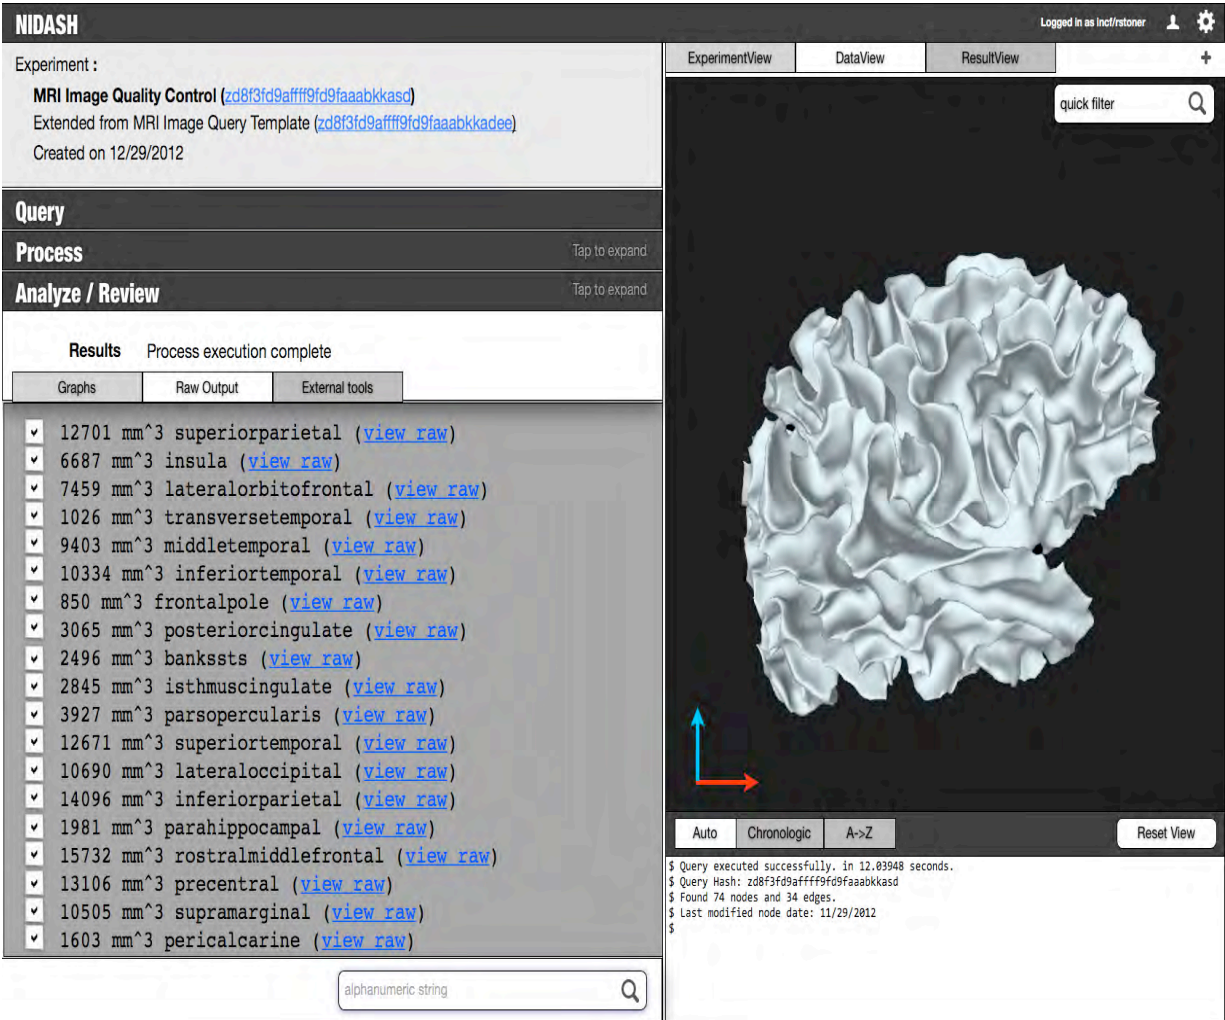 NIDASH
Logged in as Incf/rstoner
Experiment :
MRI Image Quality Control (zd8f3fd9affff9fd9faaabkkasd)
Extended from MRI Image Query Template (zd8f3fd9affff9fd9faaabkkadee)
Created on 12/29/2012
Query
Process
Tap to expand
Analyze / Review
Tap to expand
Results Process execution complete
Graphs
Raw Output
External tools
12701 mm^3 superiorparietal (view raw)
6687 mm^3 insula (view raw)
7459 mm^3 lateralorbitofrontal (view raw)
1026 mm^3 transversetemporal (view raw)
9403 mm^3 middletemporal (view raw)
10334 mm^3 inferiortemporal (view raw)
850 mm^3 frontalpole (view raw)
3065 mm^3 posteriorcingulate (view raw)
2496 mm^3 bankssts (view raw)
2845 mm^3 isthmuscingulate (view raw)
3927 mm^3 parsopercularis (view raw)
12671 mm^3 superiortemporal (view raw)
10690 mm^3 lateraloccipital (view raw)
14096 mm^3 inferiorparietal (view raw)
1981 mm^3 parahippocampal (view raw)
15732 mm^3 rostralmiddlefrontal (view raw)
13106 mm^3 precentral (view raw)
10505 mm^3 supramarginal (view raw)
1603 mm^3 pericalcarine (view raw)
alphanumeric string
ExperimentView
DataView
ResultView
+
quick filter
Auto
Chronologic
A->Z
Reset View
$ Query executed successfully. in 12.03948 seconds.
$ Query Hash: zd8f3fd9affff9fd9faaabkkasd
$ Found 74 nodes and 34 edges.
$ Last modified node date: 11/29/2012
$